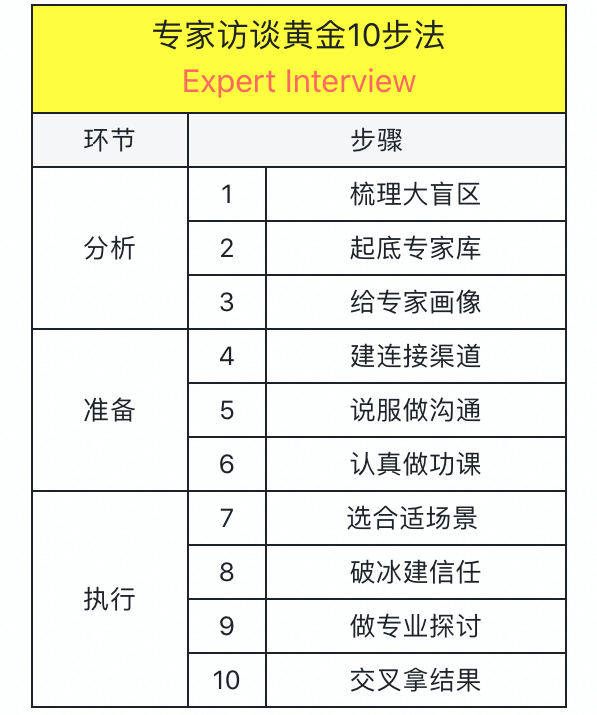 专家访谈黄金10步法
Expert Interview
环节 步骤
分析
1 梳理大盲区
2 起底专家库
3 给专家画像
准备
4 建连接渠道
5 说服做沟通
6 认真做功课
执行
7 选合适场景
8 破冰建信任
9 做专业探讨
10 交叉拿结果